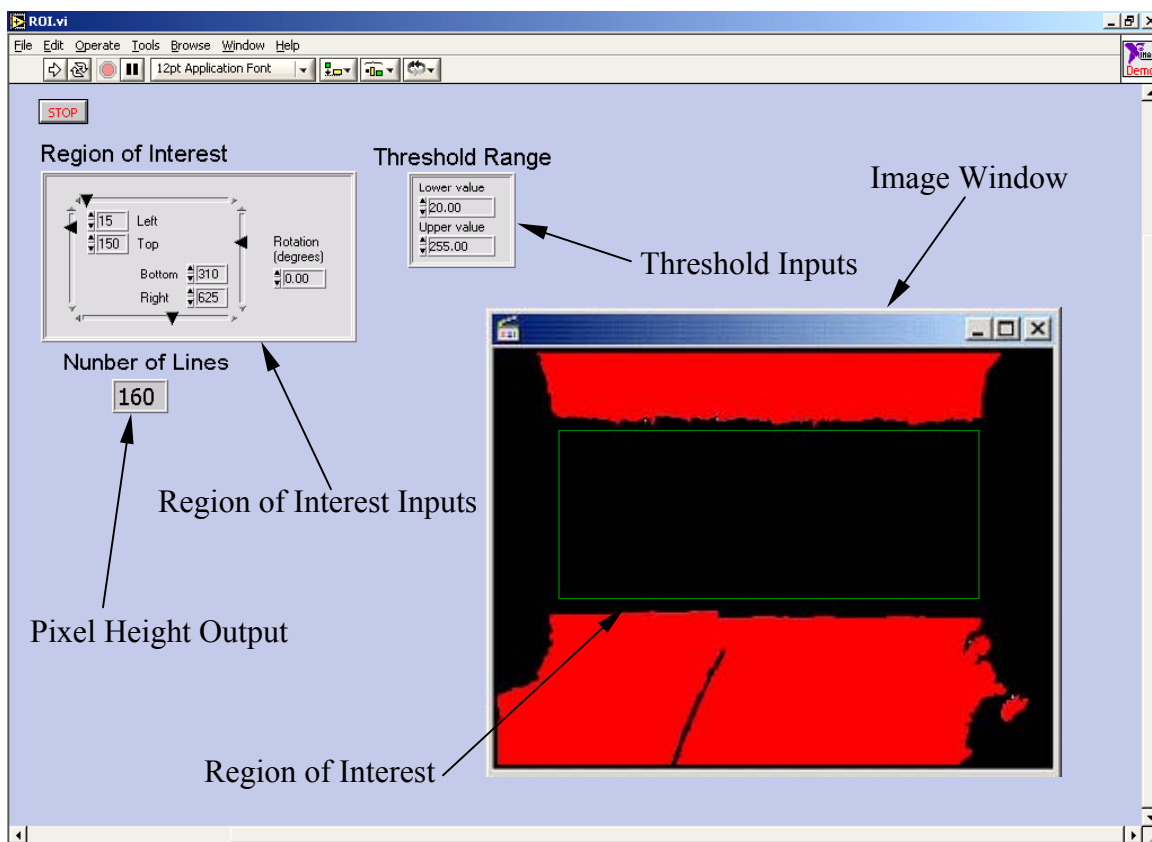 ROI.vi
File Edit Operate Tools Browse Window Help
12pt Application Font
Demo
STOP
Region of Interest
Threshold Range
Image Window
15 Left
150 Top
Bottom 310
Right 625
Rotation
(degrees)
0.00
Lower value
20.00
Upper value
255.00
Threshold Inputs
Nunber of Lines
160
Region of Interest Inputs
Pixel Height Output
Region of Interest